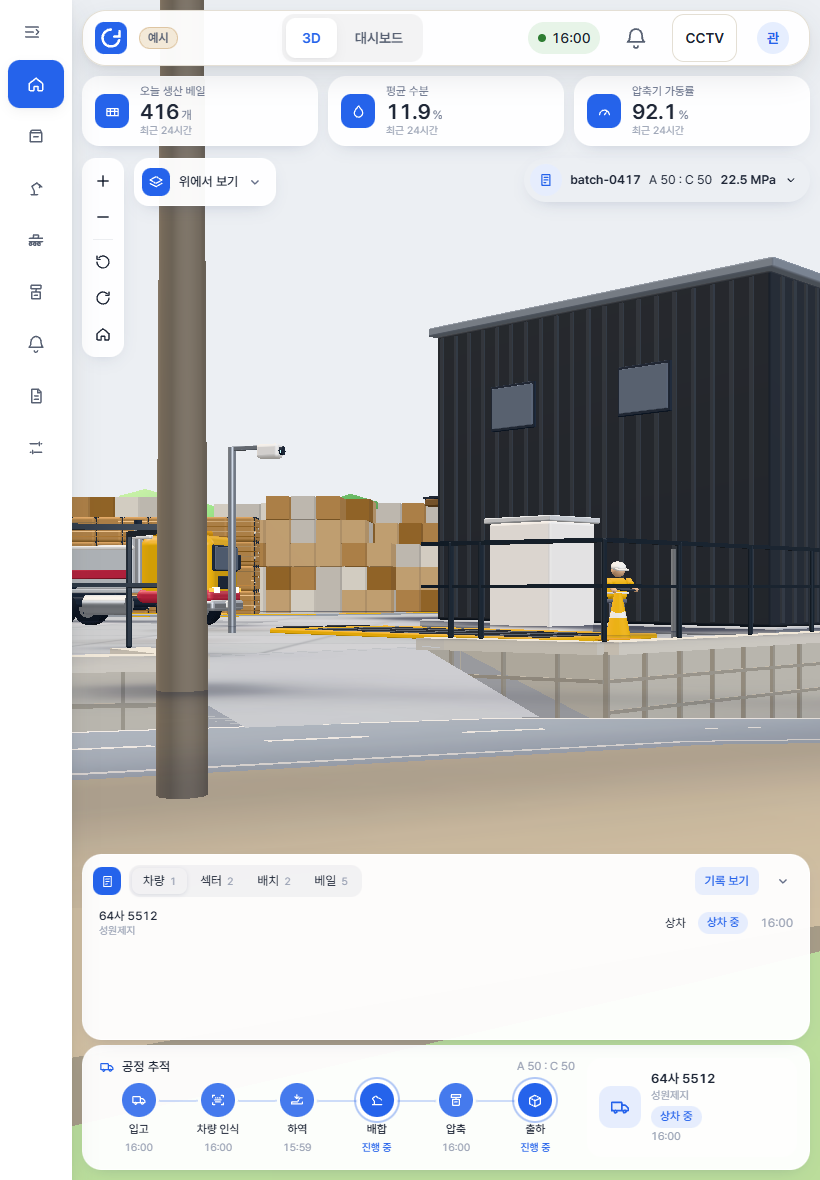 예시
3D
대시보드
16:00
CCTV
관
오늘 생산 베일
416개
최근 24시간
평균 수분
11.9%
최근 24시간
압축기 가동률
92.1%
최근 24시간
위에서 보기
batch-0417 A 50 : C 50 22.5 MPa
차량 1
섹터 2
배치 2
베일 5
기록 보기
64사 5512
성원제지
상차
상차 중
16:00
공정 추적
A 50 : C 50
입고
16:00
차량 인식
16:00
하역
15:59
배합
진행 중
압축
16:00
출하
진행 중
64사 5512
성원제지
상차 중
16:00